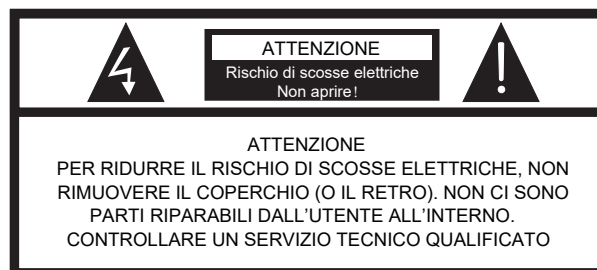 ATTENZIONE
Rischio di scosse elettriche
Non aprire!
ATTENZIONE
PER RIDURRE IL RISCHIO DI SCOSSE ELETTRICHE, NON
RIMUOVERE IL COPERCHIO (O IL RETRO). NON CI SONO
PARTI RIPARABILI DALL'UTENTE ALL'INTERNO.
CONTROLLARE UN SERVIZIO TECNICO QUALIFICATO